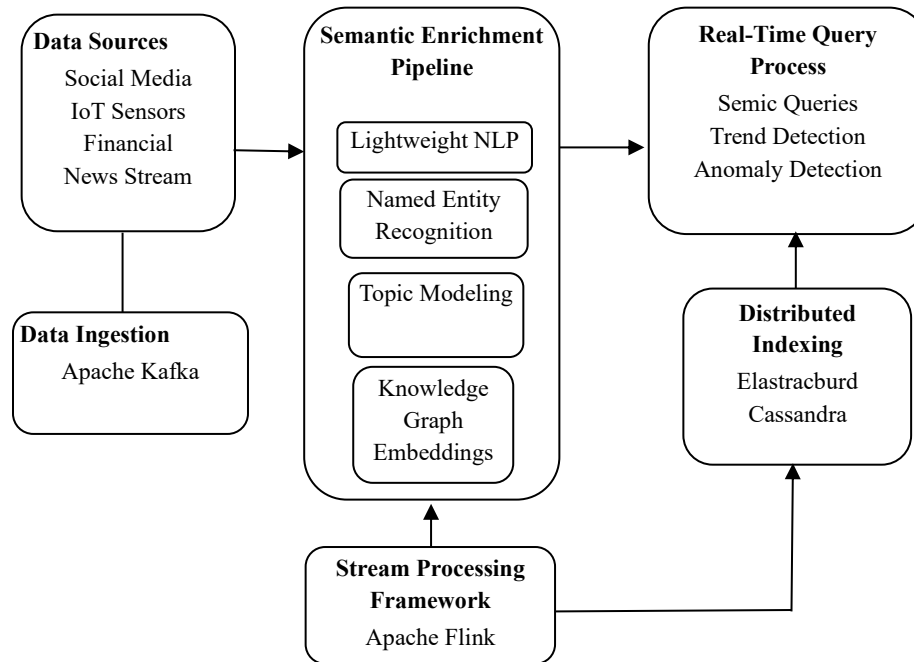 Data Sources
Social Media
IoT Sensors
Financial
News Stream
Data Ingestion
Apache Kafka
Semantic Enrichment
Pipeline
Lightweight NLP
Named Entity
Recognition
Topic Modeling
Knowledge
Graph
Embeddings
Stream Processing
Framework
Apache Flink
Real-Time Query
Process
Semic Queries
Trend Detection
Anomaly Detection
Distributed
Indexing
Elastracburd
Cassandra